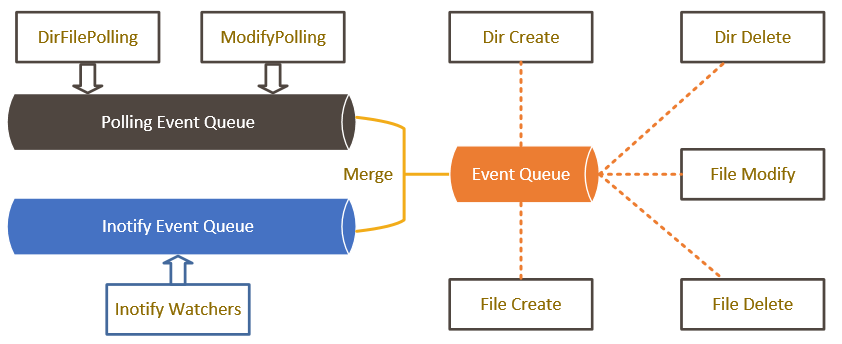 DirFilePolling
ModifyPolling
Dir Create
Dir Delete
Polling Event Queue
Merge
Event Queue
File Modify
Inotify Event Queue
Inotify Watchers
File Create
File Delete